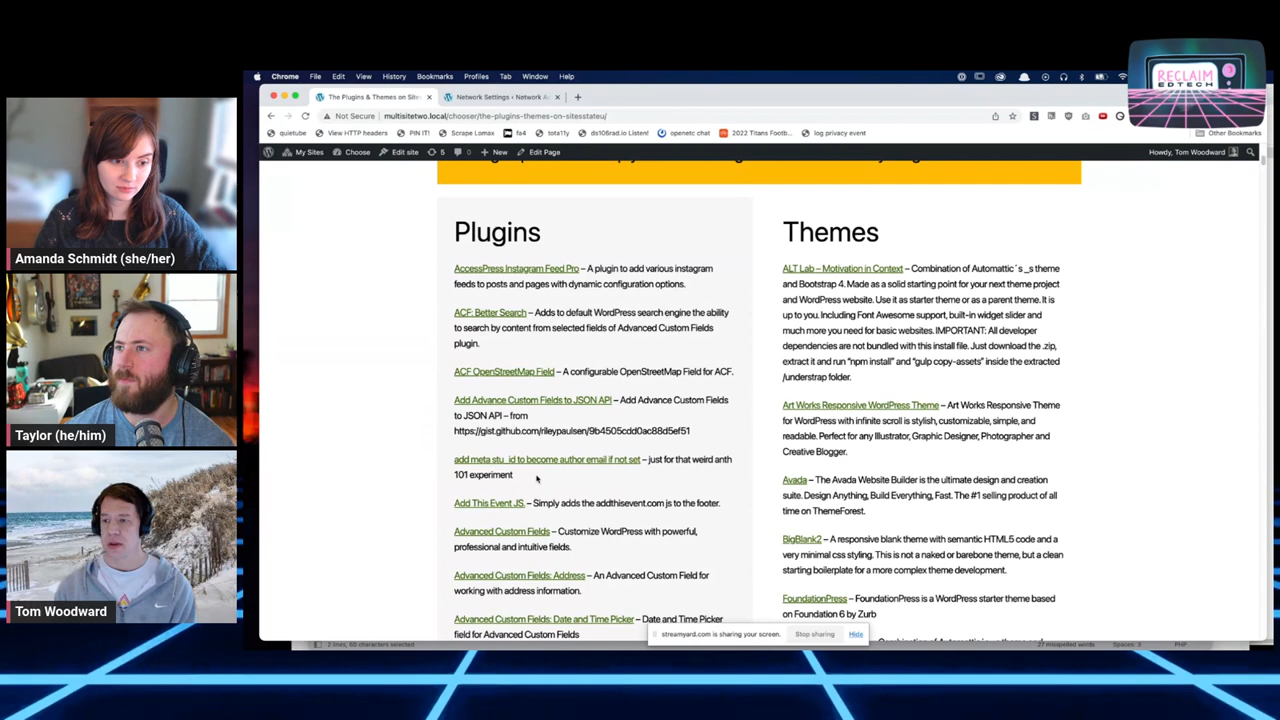 Chrome File Edit View History Bookmarks Profiles Tab Window Help
RECLAIM
EDTECH
The Plugins & Themes on Site
Network Settings ‹ Network A
Not Secure multisitetwo.local/chooser/the-plugins-themes-on-sitesstateu/
quietube View HTTP headers PIN IT! Scrape Lomax fa4 tota11y ds106rad.io Listen! openetc chat 2022 Titans Footb... log privacy event Other Bookmarks
My Sites Choose Edit site 5 0 New Edit Page Howdy, Tom Woodward
Plugins
AccessPress Instagram Feed Pro – A plugin to add various instagram
feeds to posts and pages with dynamic configuration options.
ACF: Better Search – Adds to default WordPress search engine the ability
to search by content from selected fields of Advanced Custom Fields
plugin.
ACF OpenStreetMap Field – A configurable OpenStreetMap Field for ACF.
Add Advance Custom Fields to JSON API – Add Advance Custom Fields
to JSON API – from
https://gist.github.com/rileypaulsen/9b4505cdd0ac88d5ef51
add meta stu_id to become author email if not set – just for that weird anth
101 experiment
Add This Event JS. – Simply adds the addthisevent.com js to the footer.
Advanced Custom Fields – Customize WordPress with powerful,
professional and intuitive fields.
Advanced Custom Fields: Address – An Advanced Custom Field for
working with address information.
Advanced Custom Fields: Date and Time Picker – Date and Time Picker
field for Advanced Custom Fields
Themes
ALT Lab – Motivation in Context – Combination of Automattic´s _s theme
and Bootstrap 4. Made as a solid starting point for your next theme project
and WordPress website. Use it as starter theme or as a parent theme. It is
up to you. Including Font Awesome support, built-in widget slider and
much more you need for basic websites. IMPORTANT: All developer
dependencies are not bundled with this install file. Just download the .zip,
extract it and run "npm install" and "gulp copy-assets" inside the extracted
/understrap folder.
Art Works Responsive WordPress Theme – Art Works Responsive Theme
for WordPress with infinite scroll is stylish, customizable, simple, and
readable. Perfect for any Illustrator, Graphic Designer, Photographer and
Creative Blogger.
Avada – The Avada Website Builder is the ultimate design and creation
suite. Design Anything, Build Everything, Fast. The #1 selling product of all
time on ThemeForest.
BigBlank2 – A responsive blank theme with semantic HTML5 code and a
very minimal css styling. This is not a naked or barebone theme, but a clean
starting boilerplate for a more complex theme development.
FoundationPress – FoundationPress is a WordPress starter theme based
on Foundation 6 by Zurb
streamyard.com is sharing your screen. Stop sharing Hide
2 lines, 60 characters selected 27 misspelled words Spaces: 3 PHP
Amanda Schmidt (she/her)
Taylor (he/him)
Tom Woodward